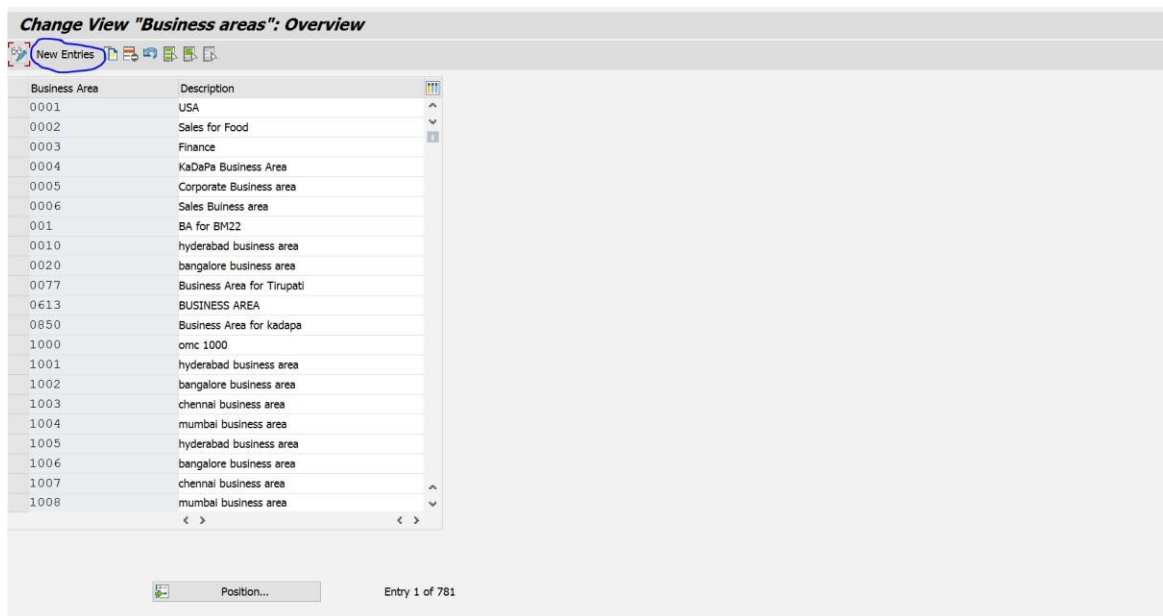 Change View "Business areas": Overview
New Entries
Business Area Description
0001 USA
0002 Sales for Food
0003 Finance
0004 KaDaPa Business Area
0005 Corporate Business area
0006 Sales Buiness area
001 BA for BM22
0010 hyderabad business area
0020 bangalore business area
0077 Business Area for Tirupati
0613 BUSINESS AREA
0850 Business Area for kadapa
1000 omc 1000
1001 hyderabad business area
1002 bangalore business area
1003 chennai business area
1004 mumbai business area
1005 hyderabad business area
1006 bangalore business area
1007 chennai business area
1008 mumbai business area
Position... Entry 1 of 781